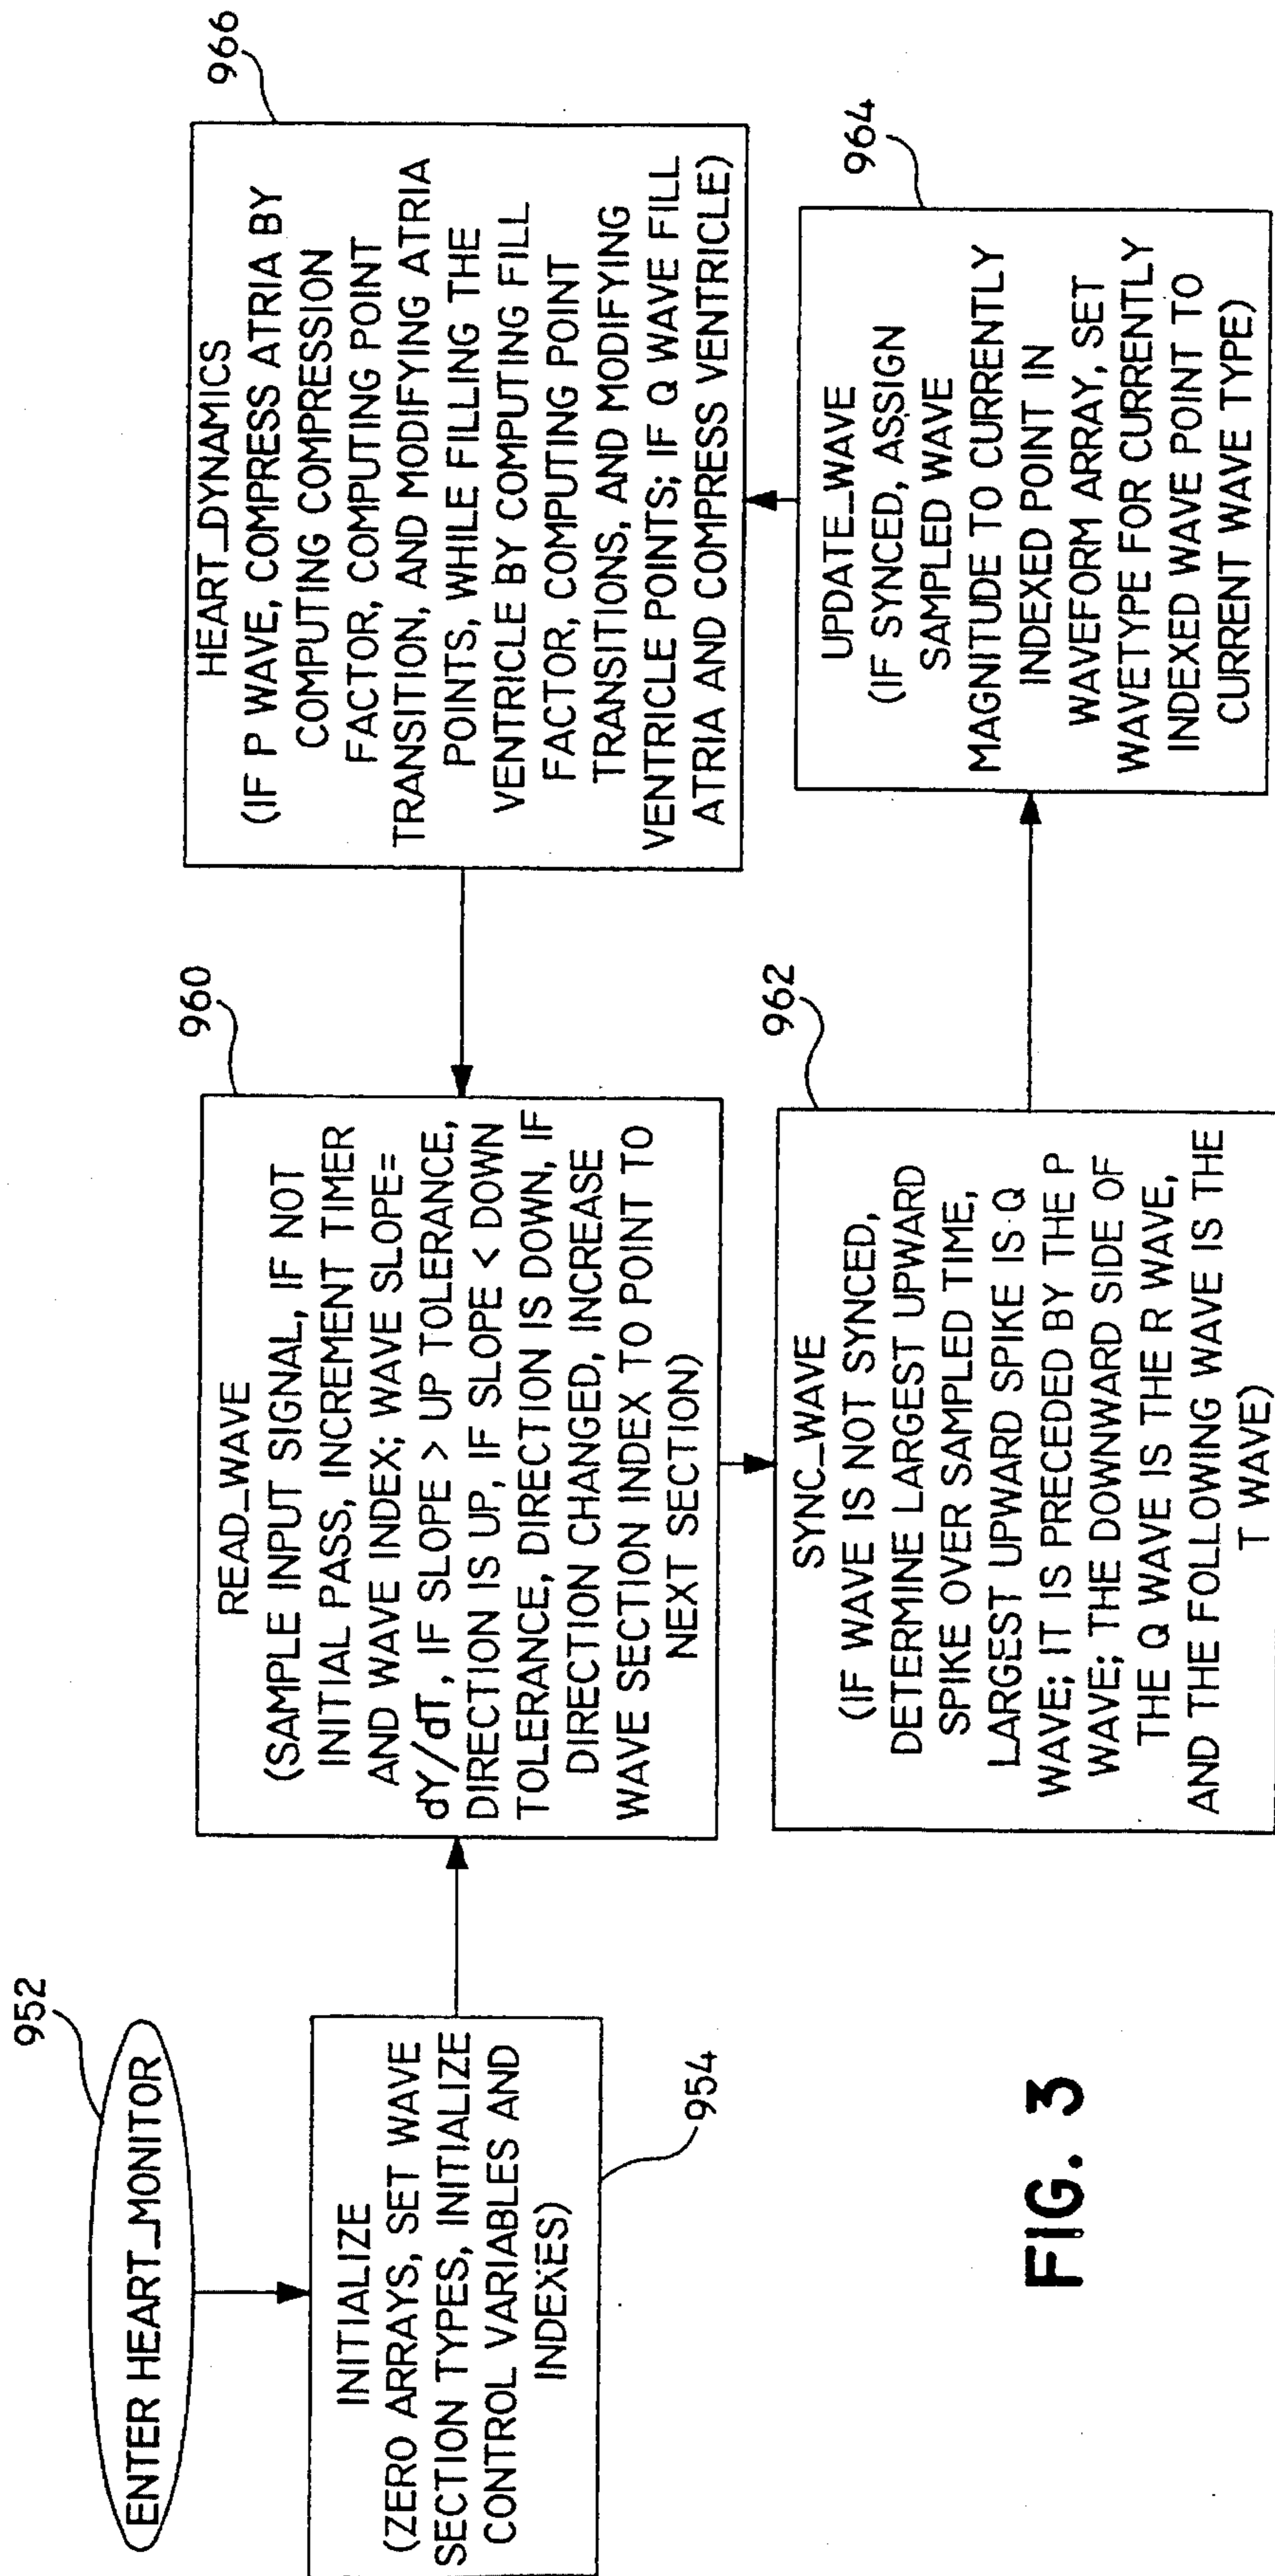 952
ENTER HEART_MONITOR
INITIALIZE
(ZERO ARRAYS, SET WAVE
SECTION TYPES, INITIALIZE
CONTROL VARIABLES AND
INDEXES)
954
960
READ_WAVE
(SAMPLE INPUT SIGNAL, IF NOT
INITIAL PASS, INCREMENT TIMER
AND WAVE INDEX; WAVE SLOPE=
dY/dT, IF SLOPE > UP TOLERANCE,
DIRECTION IS UP, IF SLOPE < DOWN
TOLERANCE, DIRECTION IS DOWN, IF
DIRECTION CHANGED, INCREASE
WAVE SECTION INDEX TO POINT TO
NEXT SECTION)
962
SYNC_WAVE
(IF WAVE IS NOT SYNCED,
DETERMINE LARGEST UPWARD
SPIKE OVER SAMPLED TIME,
LARGEST UPWARD SPIKE IS Q
WAVE; IT IS PRECEDED BY THE P
WAVE; THE DOWNWARD SIDE OF
THE Q WAVE IS THE R WAVE,
AND THE FOLLOWING WAVE IS THE
T WAVE)
966
HEART_DYNAMICS
(IF P WAVE, COMPRESS ATRIA BY
COMPUTING COMPRESSION
FACTOR, COMPUTING POINT
TRANSITION, AND MODIFYING ATRIA
POINTS, WHILE FILLING THE
VENTRICLE BY COMPUTING FILL
FACTOR, COMPUTING POINT
TRANSITIONS, AND MODIFYING
VENTRICLE POINTS; IF Q WAVE FILL
ATRIA AND COMPRESS VENTRICLE)
964
UPDATE_WAVE
(IF SYNCED, ASSIGN
SAMPLED WAVE
MAGNITUDE TO CURRENTLY
INDEXED POINT IN
WAVEFORM ARRAY, SET
WAVETYPE FOR CURRENTLY
INDEXED WAVE POINT TO
CURRENT WAVE TYPE)
FIG. 3